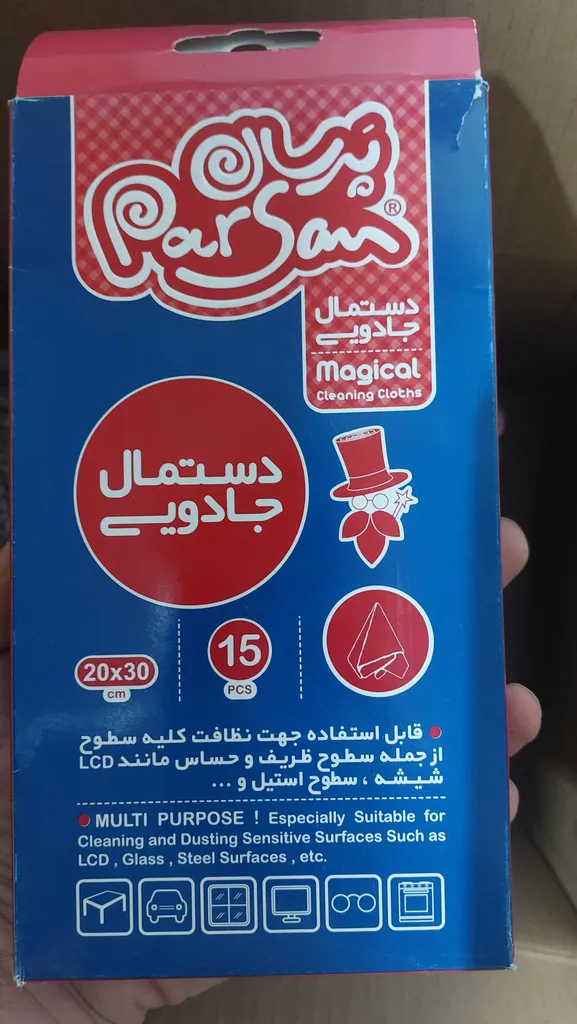 پرسان
ParSan®
دستمال
جادویی
Magical
Cleaning Cloths
دستمال
جادویی
20x30
cm
15
PCS
قابل استفاده جهت نظافت کلیه سطوح
از جمله سطوح ظریف و حساس مانند LCD
شیشه ، سطوح استیل و ...
MULTI PURPOSE ! Especially Suitable for
Cleaning and Dusting Sensitive Surfaces Such as
LCD , Glass , Steel Surfaces , etc.